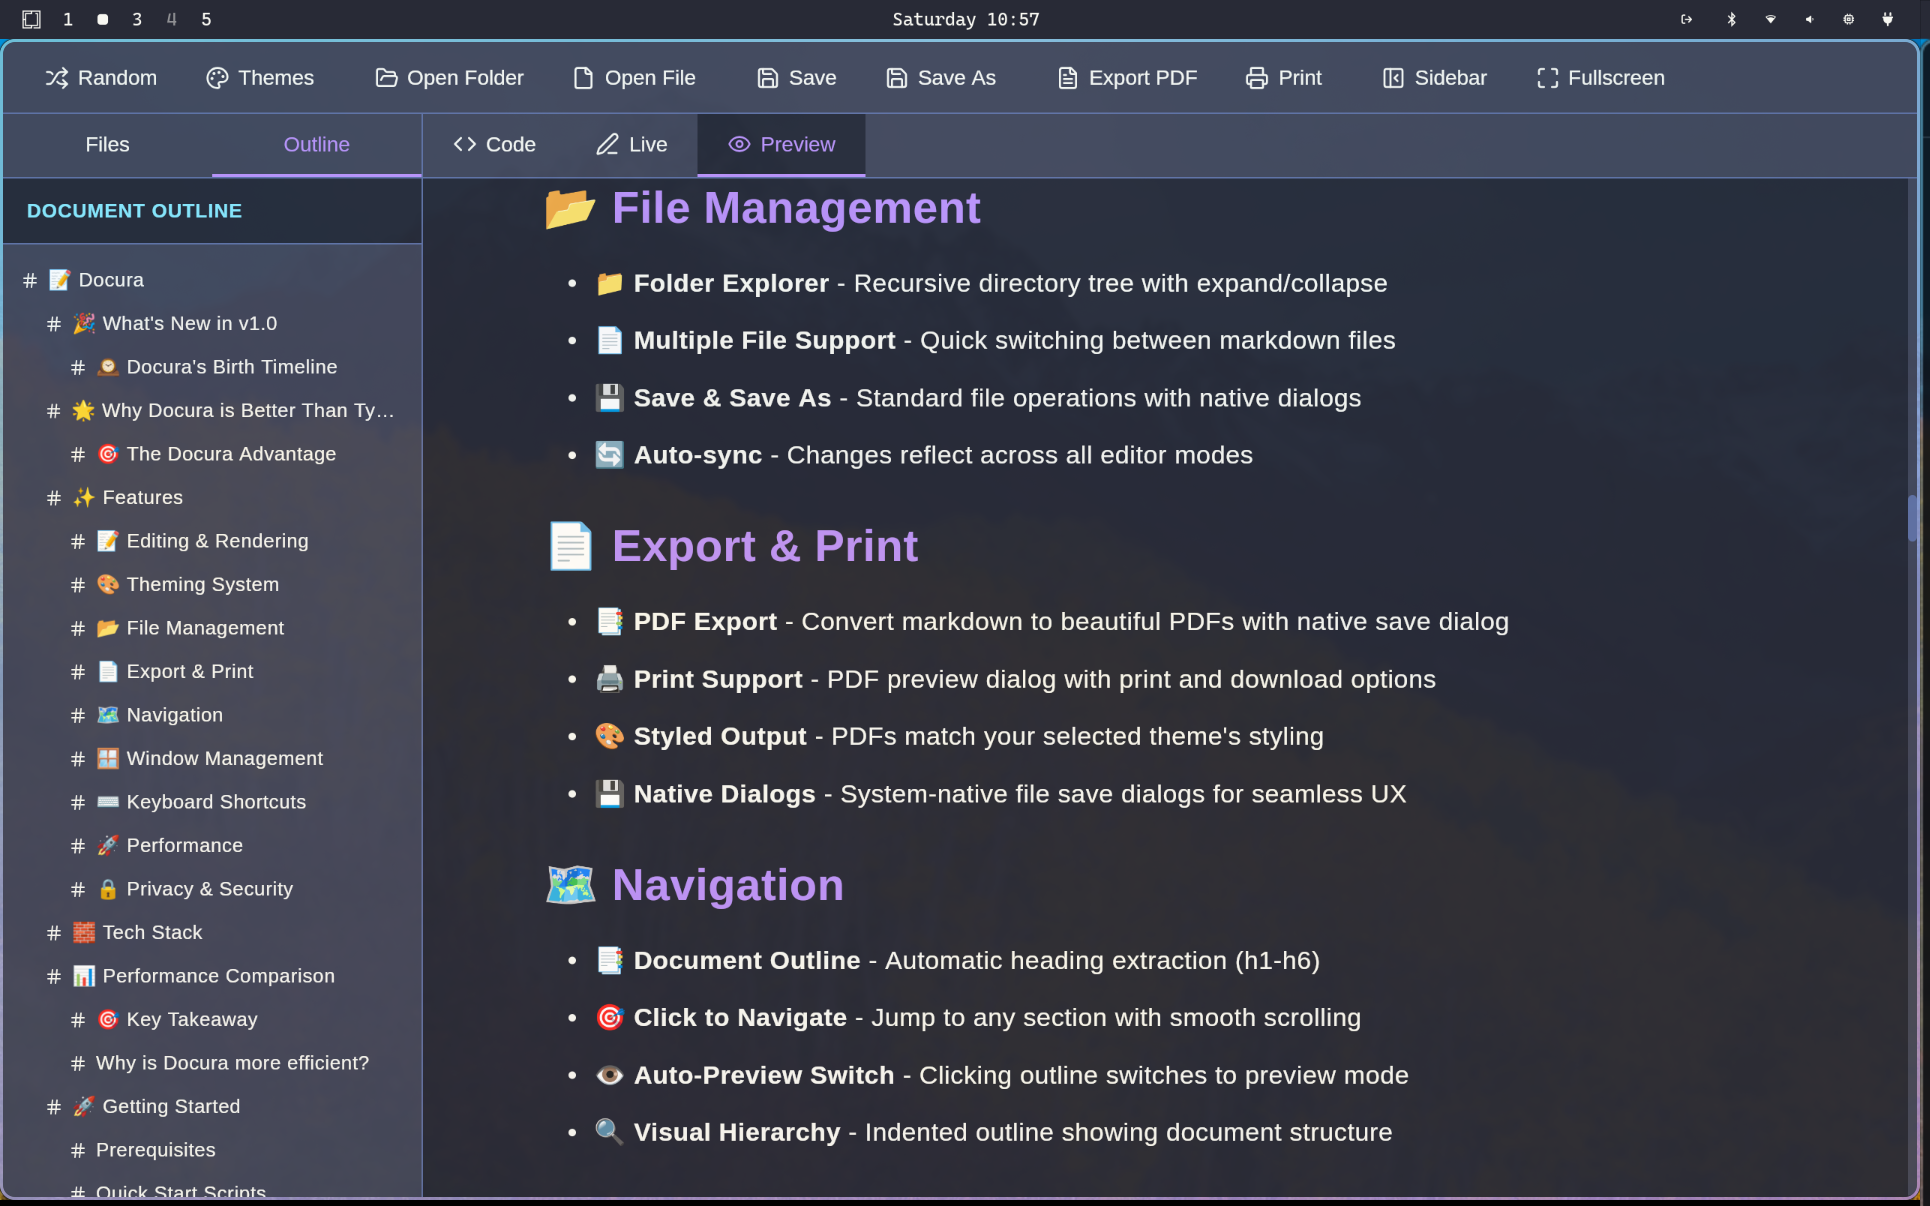 1 3 4 5
Saturday 10:57
Random Themes Open Folder Open File Save Save As Export PDF Print Sidebar Fullscreen
Files Outline
Code Live Preview
DOCUMENT OUTLINE
# 📝 Docura
# 🎉 What's New in v1.0
# 🕰️ Docura's Birth Timeline
# 🌟 Why Docura is Better Than Ty…
# 🎯 The Docura Advantage
# ✨ Features
# 📝 Editing & Rendering
# 🎨 Theming System
# 📂 File Management
# 📄 Export & Print
# 🗺️ Navigation
# 🪟 Window Management
# ⌨️ Keyboard Shortcuts
# 🚀 Performance
# 🔒 Privacy & Security
# 🧱 Tech Stack
# 📊 Performance Comparison
# 🎯 Key Takeaway
# Why is Docura more efficient?
# 🚀 Getting Started
# Prerequisites
# Quick Start Scripts
📂 File Management
• 📁 Folder Explorer - Recursive directory tree with expand/collapse
• 📄 Multiple File Support - Quick switching between markdown files
• 💾 Save & Save As - Standard file operations with native dialogs
• 🔄 Auto-sync - Changes reflect across all editor modes
📄 Export & Print
• 📑 PDF Export - Convert markdown to beautiful PDFs with native save dialog
• 🖨️ Print Support - PDF preview dialog with print and download options
• 🎨 Styled Output - PDFs match your selected theme's styling
• 💾 Native Dialogs - System-native file save dialogs for seamless UX
🗺️ Navigation
• 📑 Document Outline - Automatic heading extraction (h1-h6)
• 🎯 Click to Navigate - Jump to any section with smooth scrolling
• 👁️ Auto-Preview Switch - Clicking outline switches to preview mode
• 🔍 Visual Hierarchy - Indented outline showing document structure